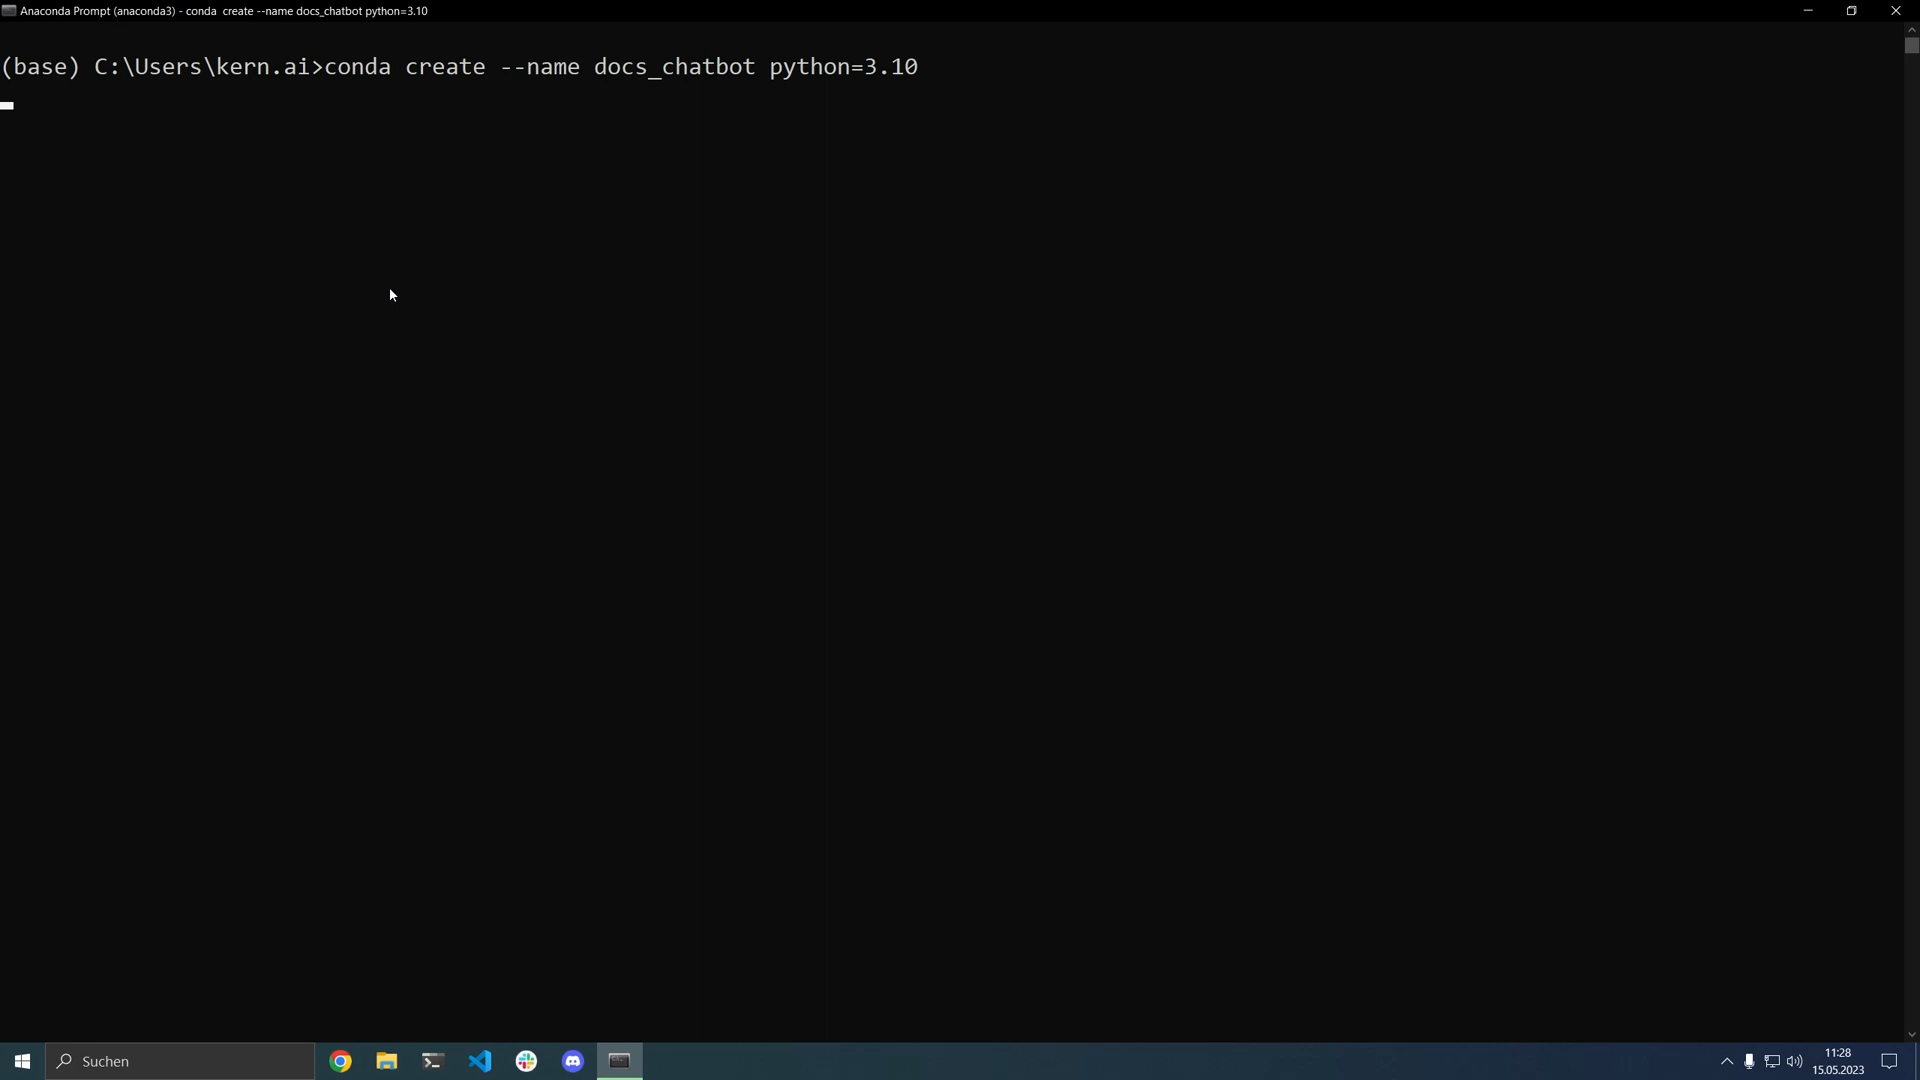 Anaconda Prompt (anaconda3) - conda  create --name docs_chatbot python=3.10
(base) C:\Users\kern.ai>conda create --name docs_chatbot python=3.10
Suchen
11:28
15.05.2023